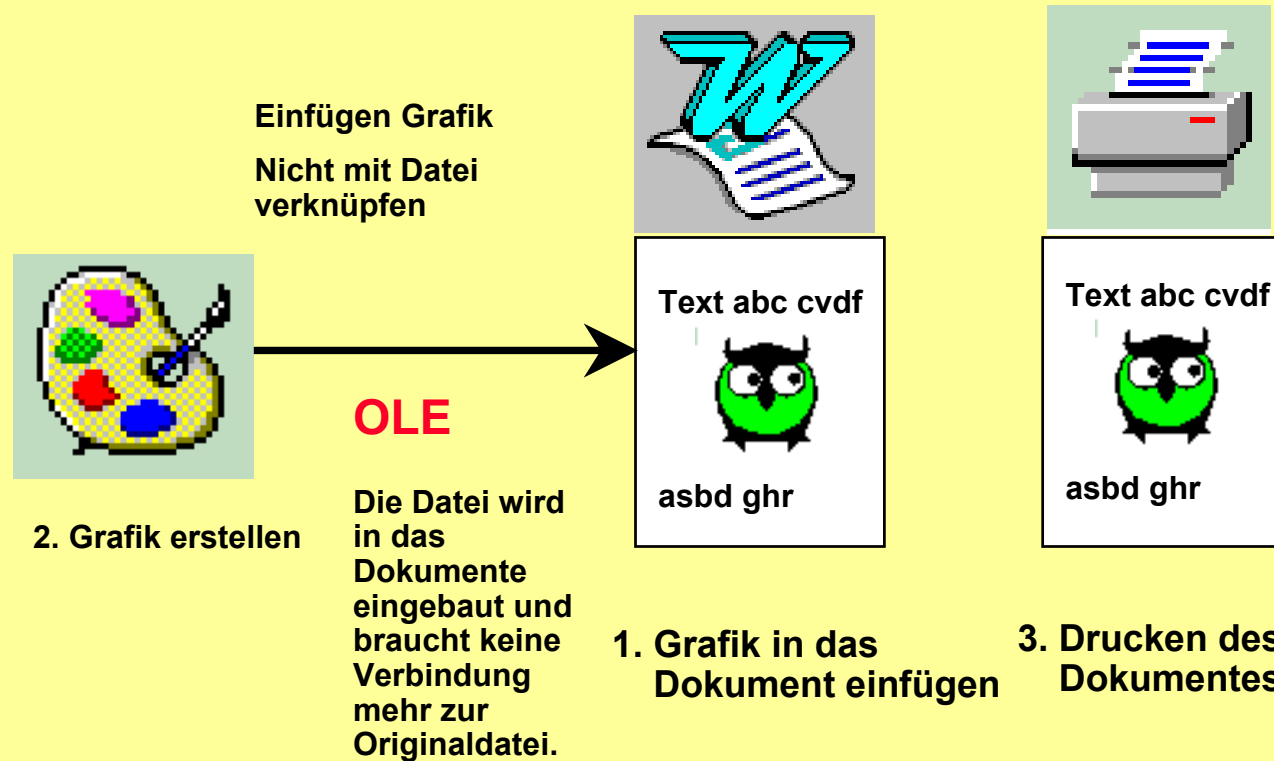 Einfügen Grafik
Nicht mit Datei
verknüpfen
OLE
2. Grafik erstellen
Die Datei wird
in das
Dokumente
eingebaut und
braucht keine
Verbindung
mehr zur
Originaldatei.
Text abc cvdf
asbd ghr
1. Grafik in das
Dokument einfügen
Text abc cvdf
asbd ghr
3. Drucken des
Dokumentes